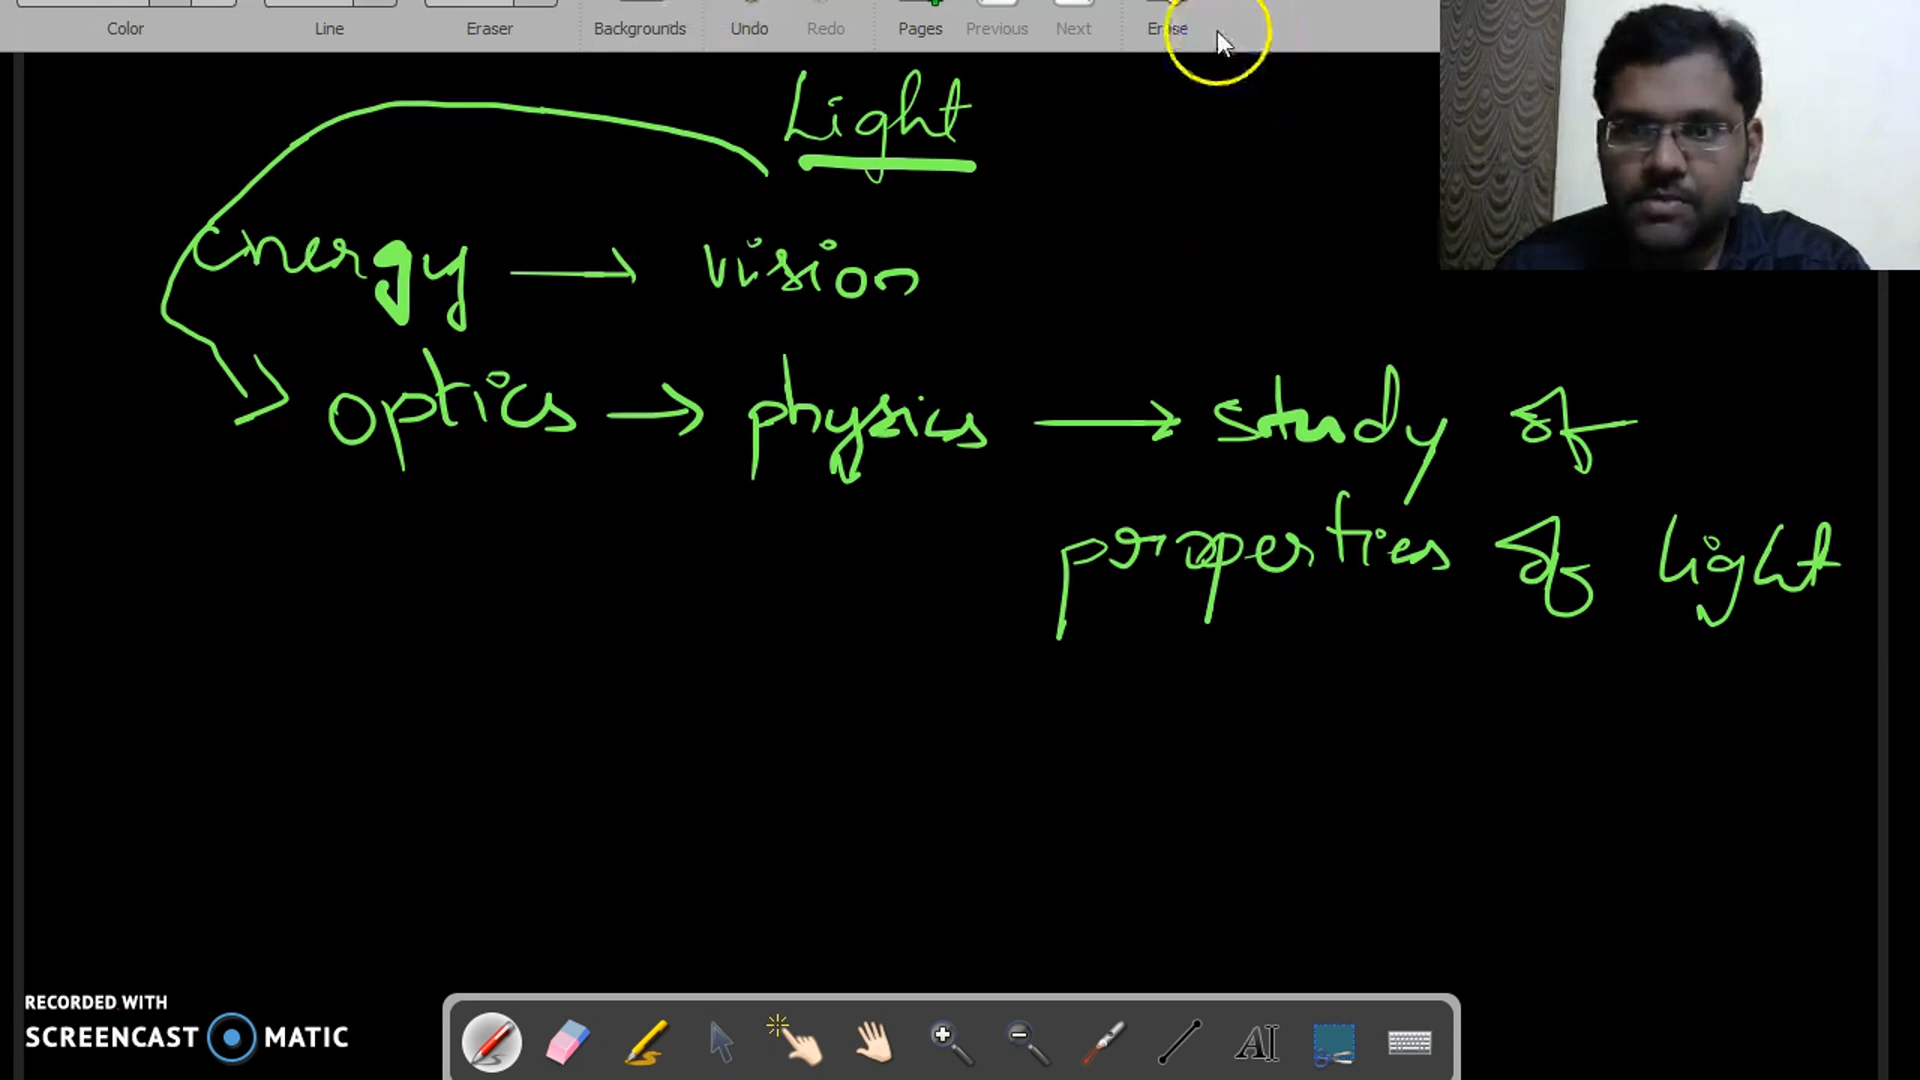 Color Line Eraser Backgrounds Undo Redo Pages Previous Next Erase
Light
energy → vision
optics → physics → study of
properties of light
RECORDED WITH
SCREENCAST MATIC
AI